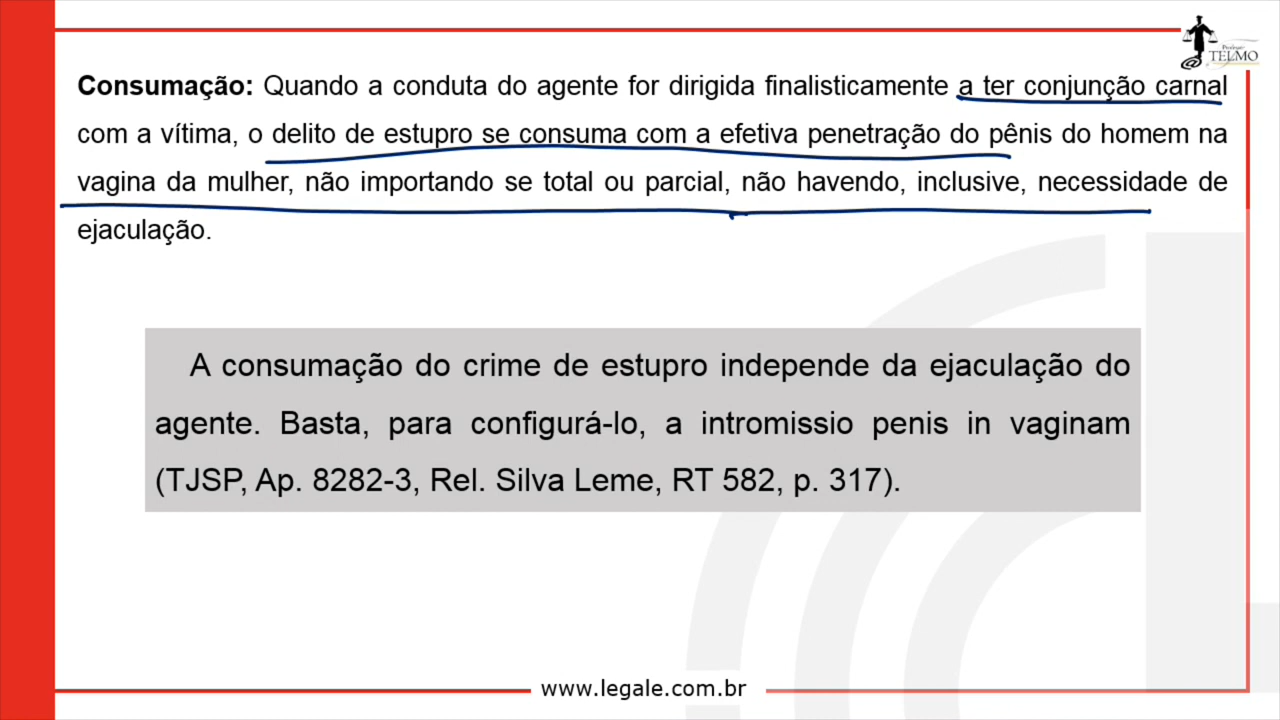 Professor
TELMO
Consumação: Quando a conduta do agente for dirigida finalisticamente a ter conjunção carnal
com a vítima, o delito de estupro se consuma com a efetiva penetração do pênis do homem na
vagina da mulher, não importando se total ou parcial, não havendo, inclusive, necessidade de
ejaculação.
A consumação do crime de estupro independe da ejaculação do
agente. Basta, para configurá-lo, a intromissio penis in vaginam
(TJSP, Ap. 8282-3, Rel. Silva Leme, RT 582, p. 317).
www.legale.com.br